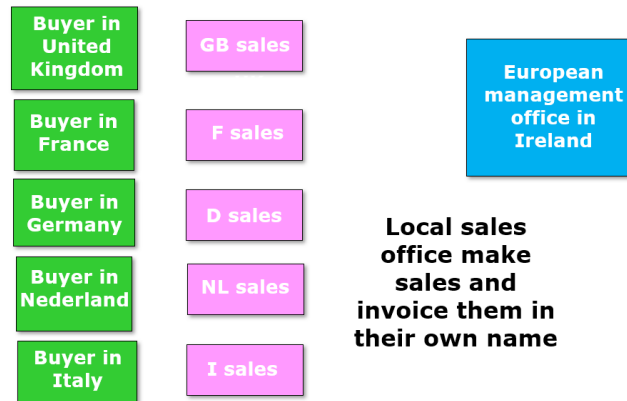 Buyer in
United
Kingdom
GB sales
European
management
office in
Ireland
Buyer in
France
F sales
Buyer in
Germany
D sales
Local sales
office make
sales and
invoice them in
their own name
Buyer in
Nederland
NL sales
Buyer in
Italy
I sales